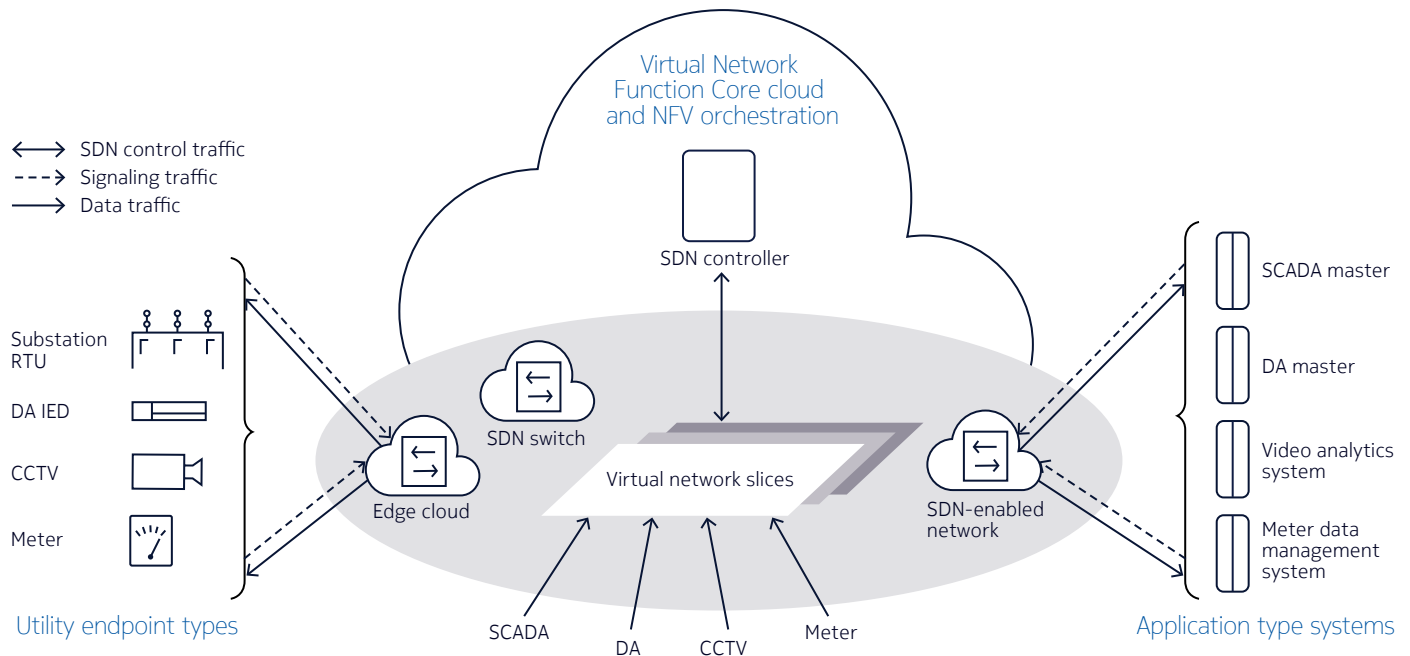 Virtual Network
Function Core cloud
and NFV orchestration
SDN control traffic
Signaling traffic
Data traffic
SDN controller
Substation
RTU
DA IED
CCTV
Meter
Utility endpoint types
SDN switch
Edge cloud
Virtual network slices
SDN-enabled
network
SCADA
DA
CCTV
Meter
SCADA master
DA master
Video analytics
system
Meter data
management
system
Application type systems